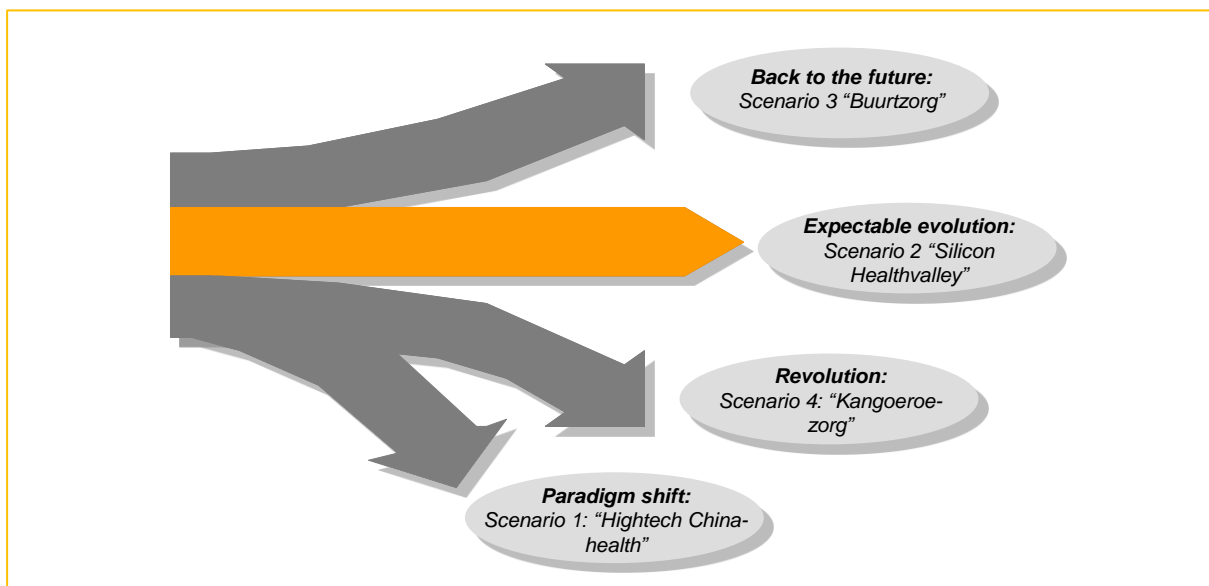 Back to the future:
Scenario 3 “Buurtzorg”
Expectable evolution:
Scenario 2 “Silicon
Healthvalley”
Revolution:
Scenario 4: “Kangoeroe-
zorg”
Paradigm shift:
Scenario 1: “Hightech China-
health”